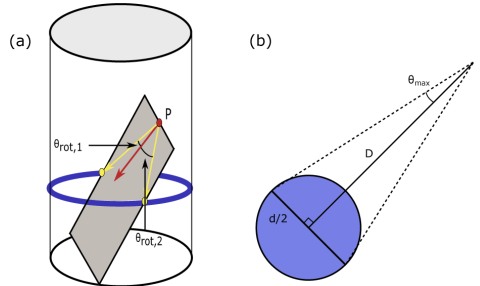 (a)
P
θrot,1
θrot,2
(b)
θmax
D
d/2